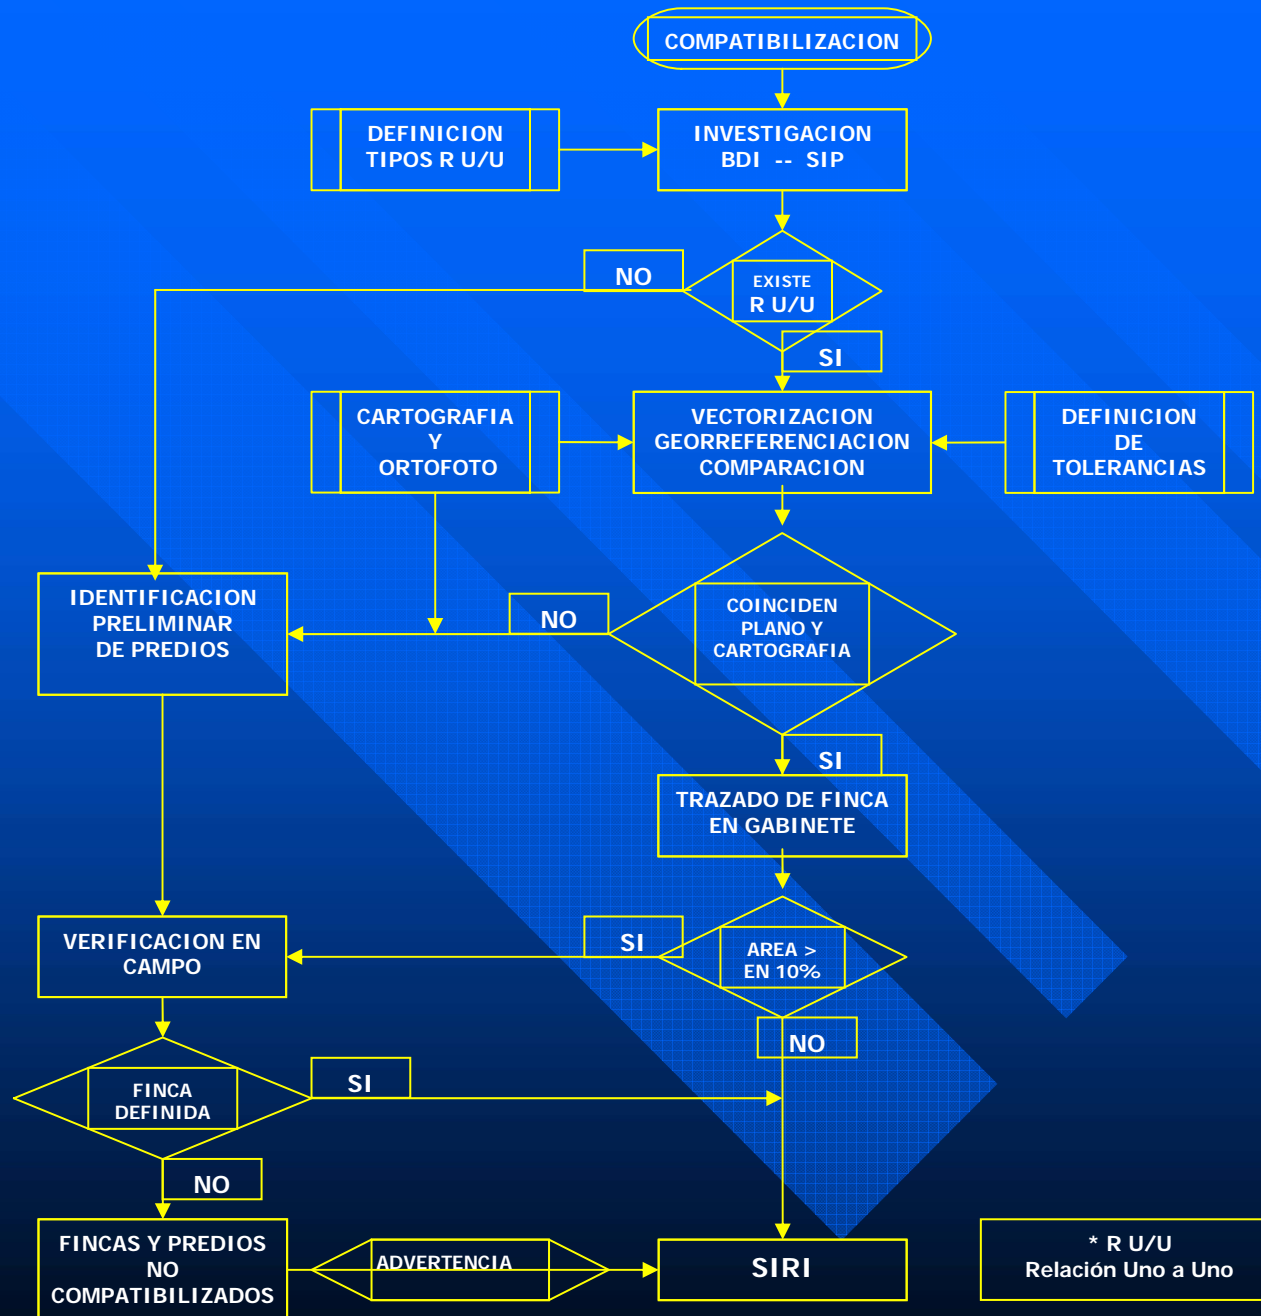 COMPATIBILIZACION
DEFINICION
TIPOS R U/U
INVESTIGACION
BDI -- SIP
NO
EXISTE
R U/U
SI
CARTOGRAFIA
Y
ORTOFOTO
VECTORIZACION
GEORREFERENCIACION
COMPARACION
DEFINICION
DE
TOLERANCIAS
IDENTIFICACION
PRELIMINAR
DE PREDIOS
NO
COINCIDEN
PLANO Y
CARTOGRAFIA
SI
TRAZADO DE FINCA
EN GABINETE
VERIFICACION EN
CAMPO
SI
AREA >
EN 10%
NO
FINCA
DEFINIDA
SI
NO
FINCAS Y PREDIOS
NO
COMPATIBILIZADOS
ADVERTENCIA
SIRI
* R U/U
Relación Uno a Uno